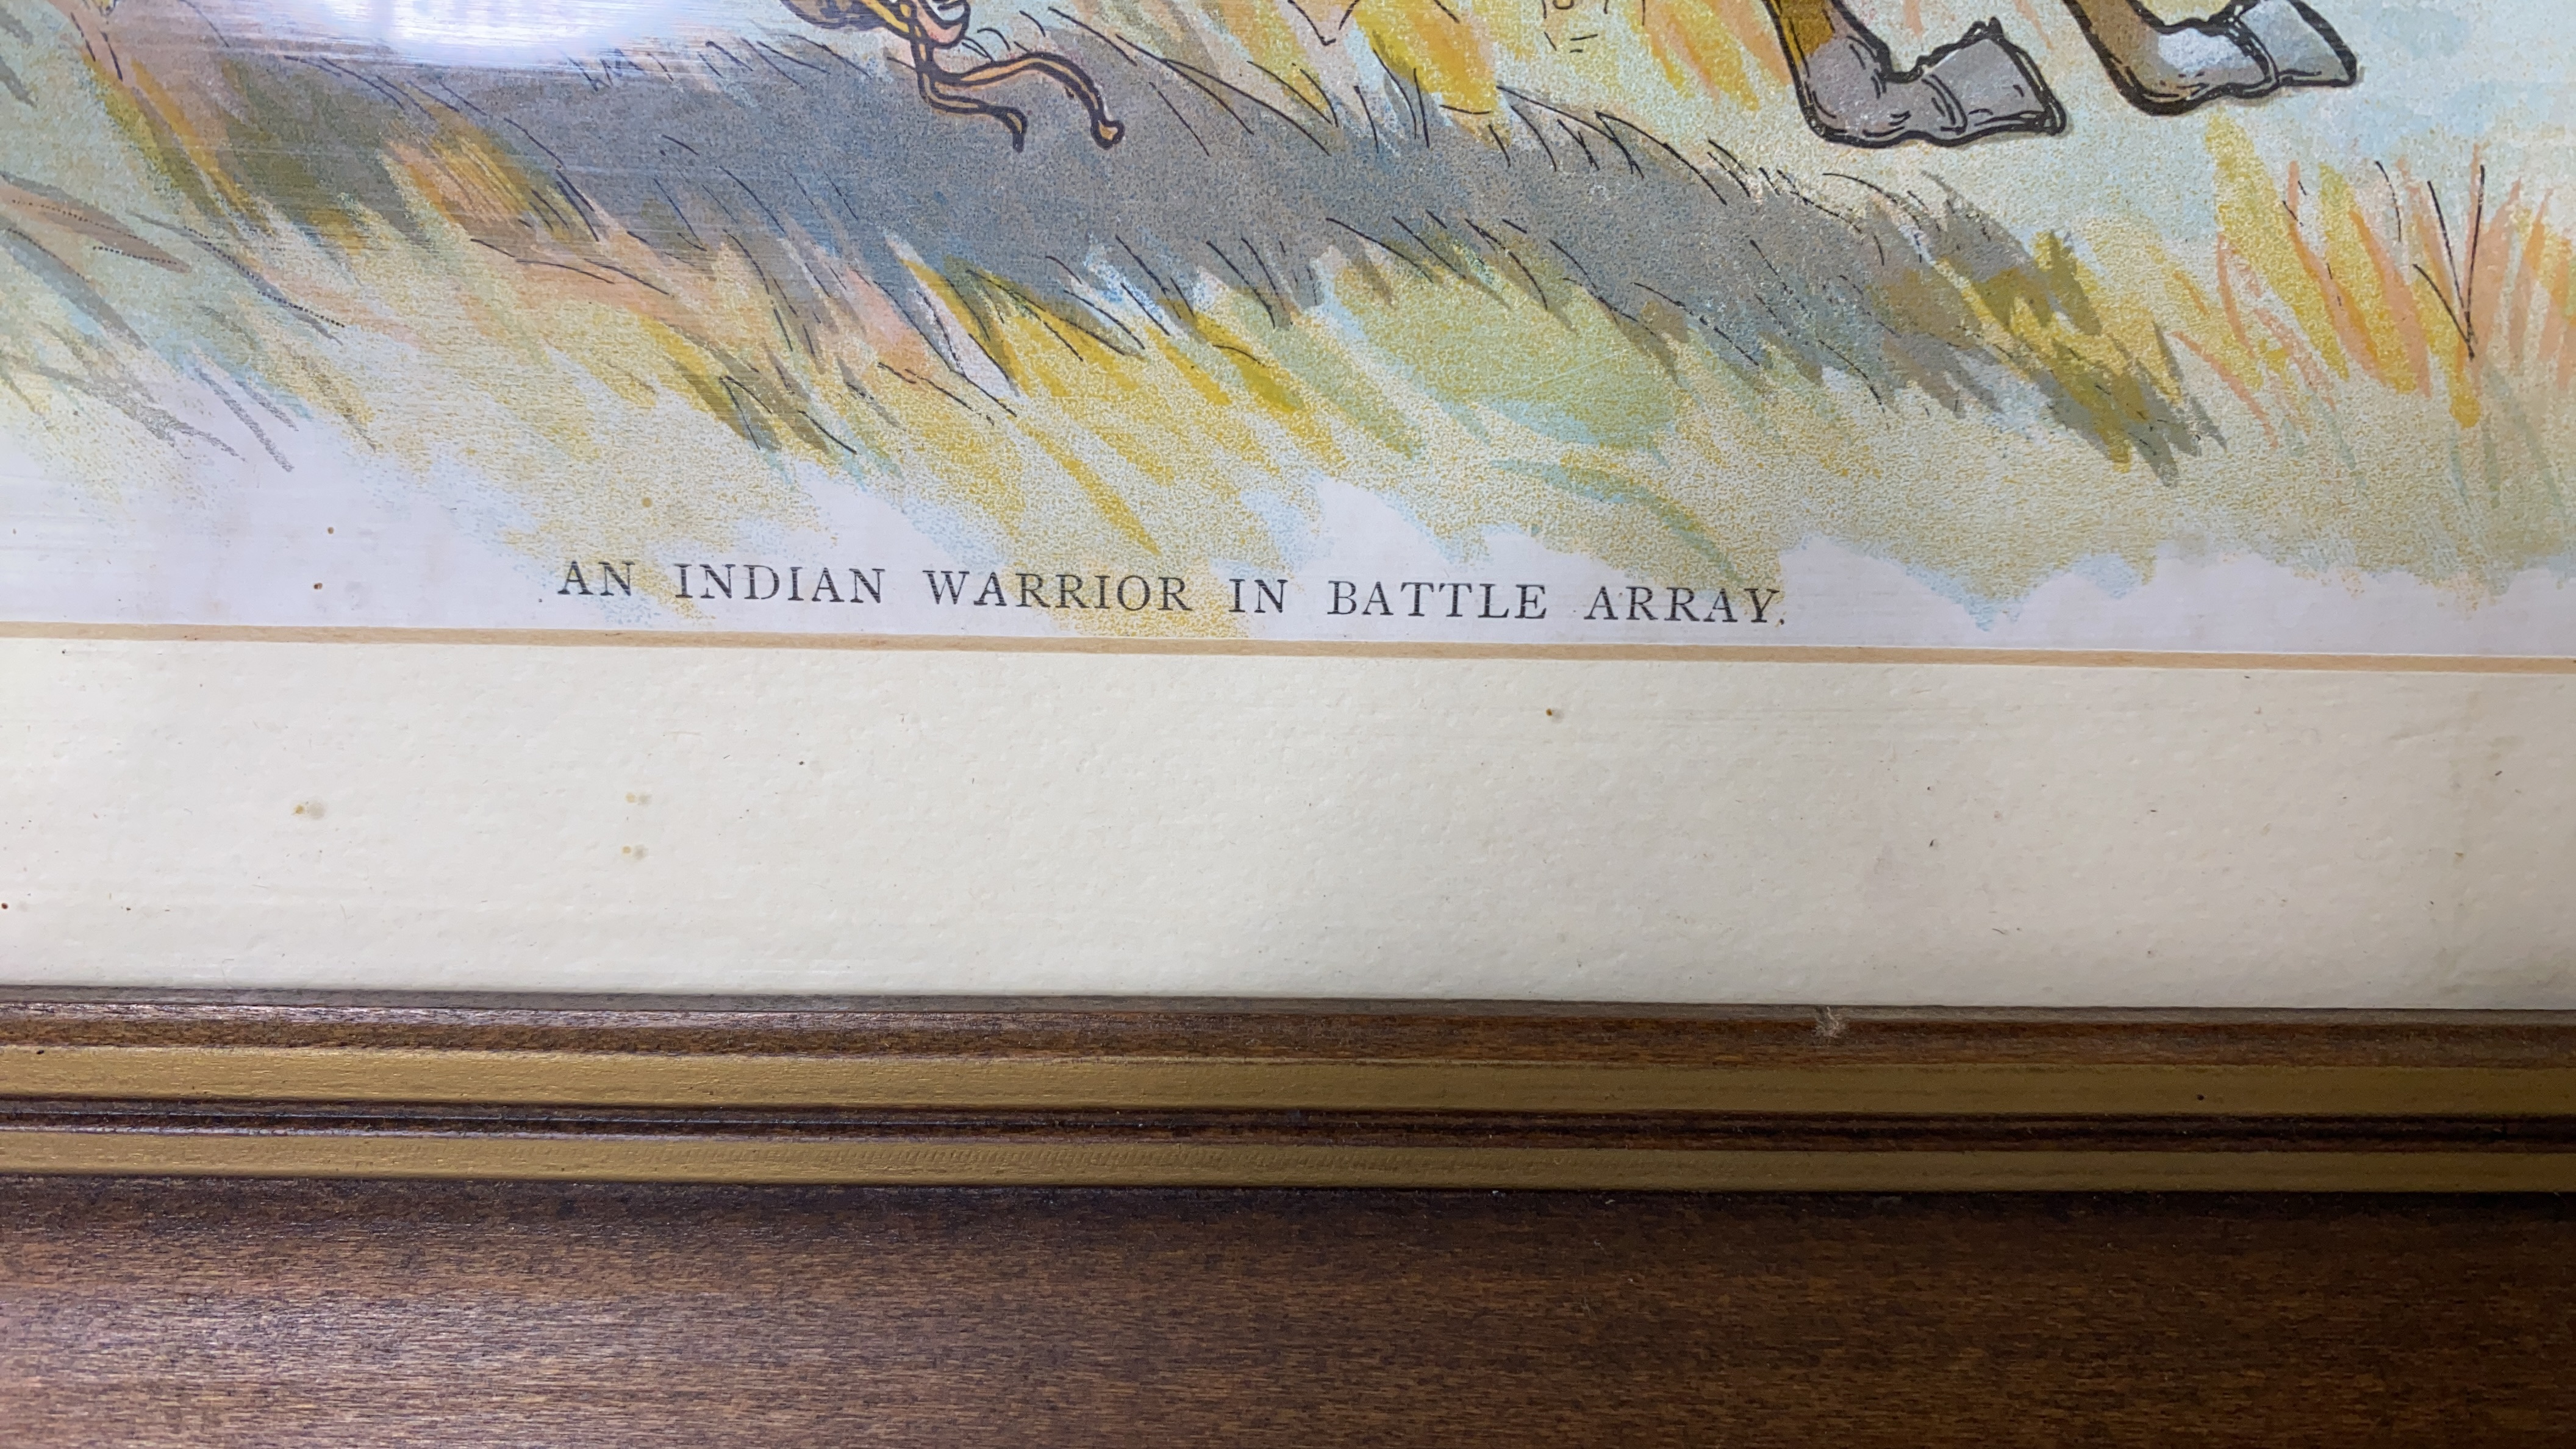 AN INDIAN WARRIOR IN BATTLE ARRAY.